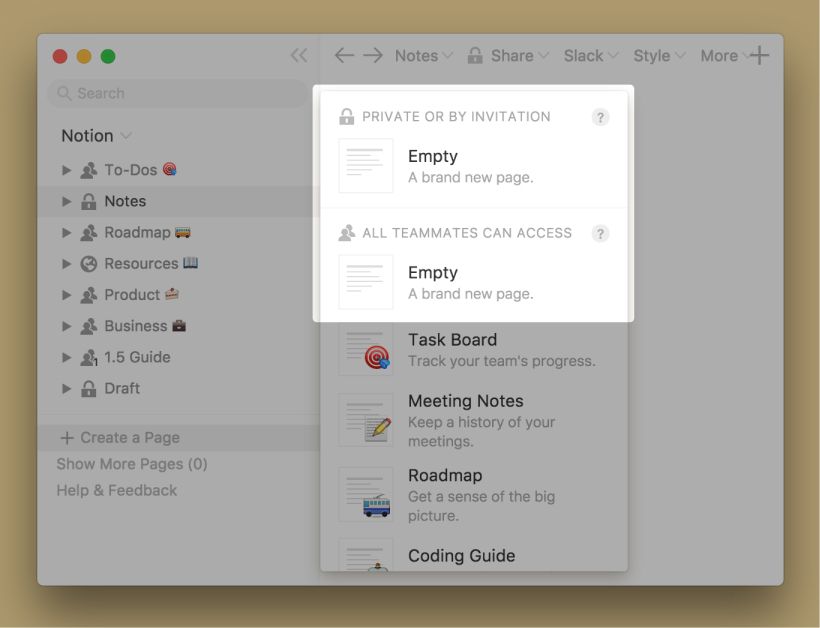 Notes
Share
Slack
Style
More
Search
Notion
To-Dos
Notes
Roadmap
Resources
Product
Business
1 1.5 Guide
Draft
+ Create a Page
Show More Pages (0)
Help & Feedback
PRIVATE OR BY INVITATION ?
Empty
A brand new page.
ALL TEAMMATES CAN ACCESS ?
Empty
A brand new page.
Task Board
Track your team's progress.
Meeting Notes
Keep a history of your
meetings.
Roadmap
Get a sense of the big
picture.
Coding Guide